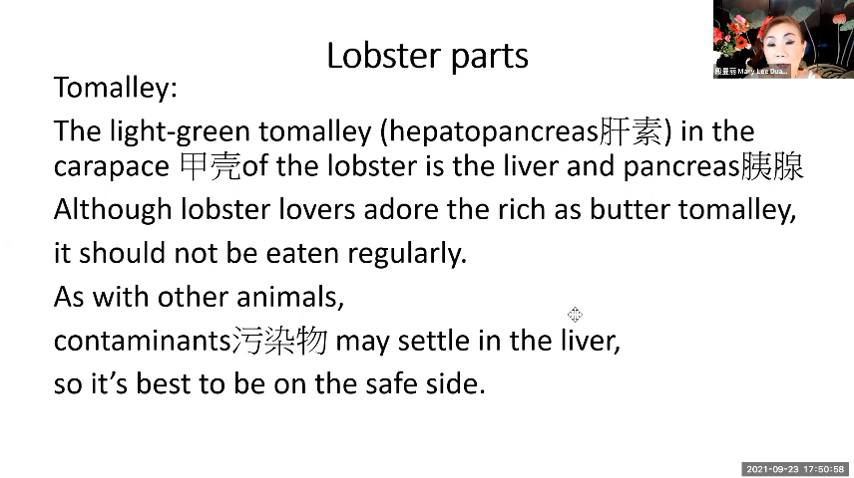 Lobster parts
Tomalley:
The light-green tomalley (hepatopancreas肝素) in the
carapace 甲壳of the lobster is the liver and pancreas胰腺
Although lobster lovers adore the rich as butter tomalley,
it should not be eaten regularly.
As with other animals,
contaminants污染物 may settle in the liver,
so it's best to be on the safe side.
Mary Lee Dua...
2021-09-23 17:50:58